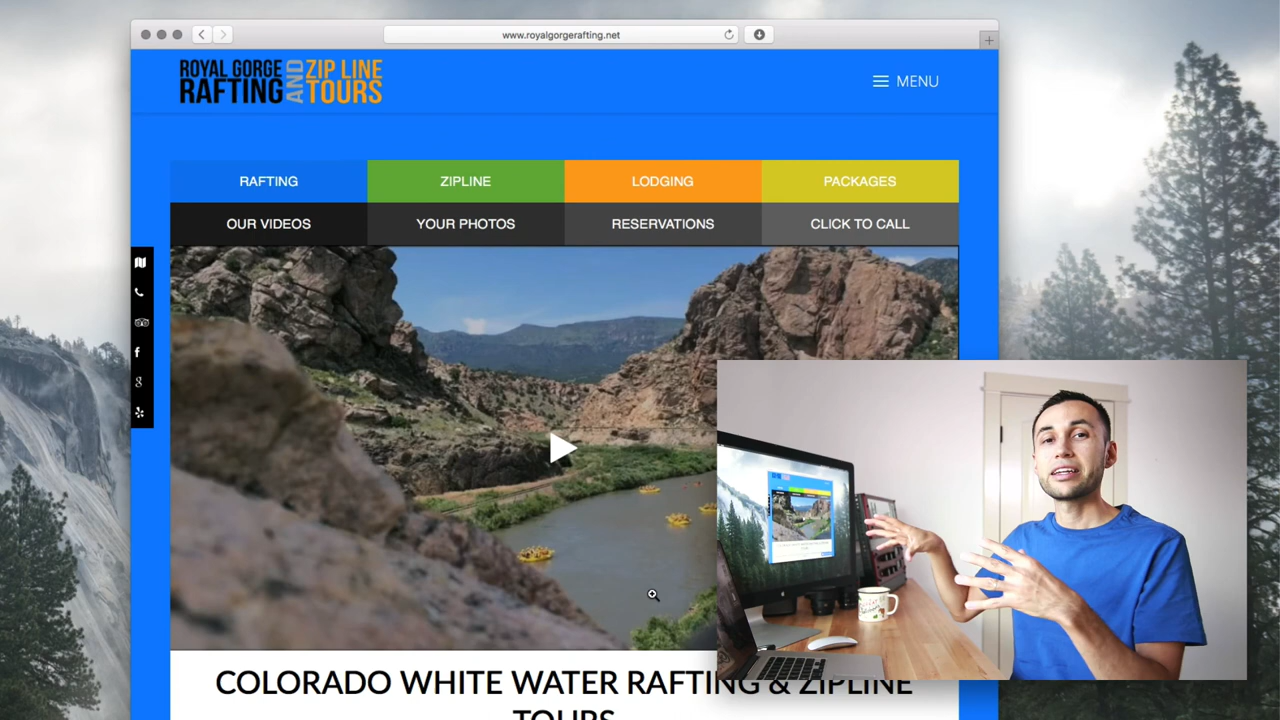 www.royalgorgerafting.net
ROYAL GORGE
RAFTING
AND
ZIP LINE
TOURS
MENU
RAFTING
ZIPLINE
LODGING
PACKAGES
OUR VIDEOS
YOUR PHOTOS
RESERVATIONS
CLICK TO CALL
COLORADO WHITE WATER RAFTING & ZIPLINE
TOURS